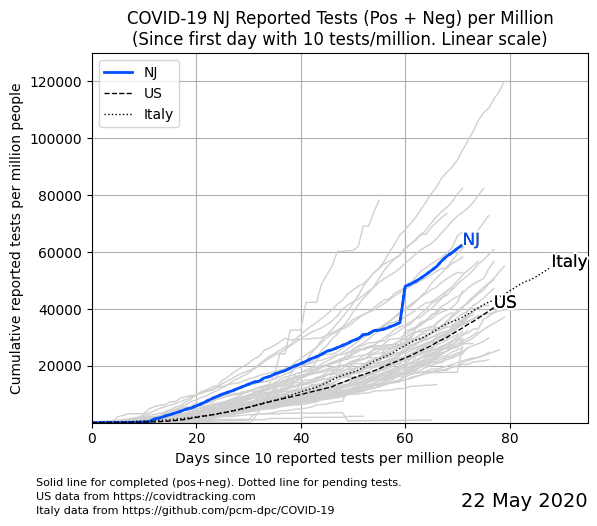 COVID-19 NJ Reported Tests (Pos + Neg) per Million
(Since first day with 10 tests/million. Linear scale)
NJ
US
Italy
120000
100000
80000
60000
40000
20000
Cumulative reported tests per million people
NJ
Italy
US
0 20 40 60 80
Days since 10 reported tests per million people
Solid line for completed (pos+neg). Dotted line for pending tests.
US data from https://covidtracking.com
Italy data from https://github.com/pcm-dpc/COVID-19
22 May 2020